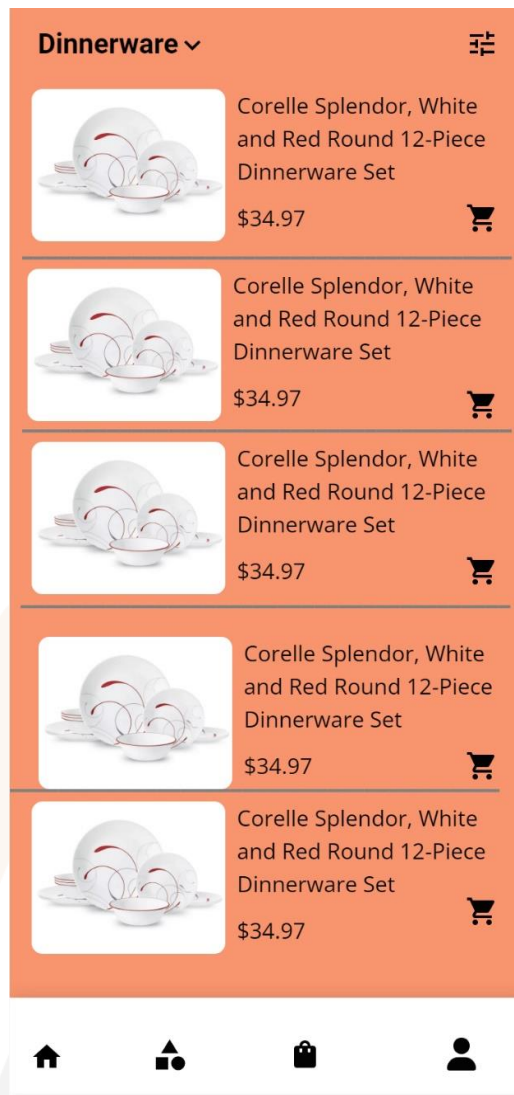 Dinnerware
Corelle Splendor, White
and Red Round 12-Piece
Dinnerware Set
$34.97
Corelle Splendor, White
and Red Round 12-Piece
Dinnerware Set
$34.97
Corelle Splendor, White
and Red Round 12-Piece
Dinnerware Set
$34.97
Corelle Splendor, White
and Red Round 12-Piece
Dinnerware Set
$34.97
Corelle Splendor, White
and Red Round 12-Piece
Dinnerware Set
$34.97